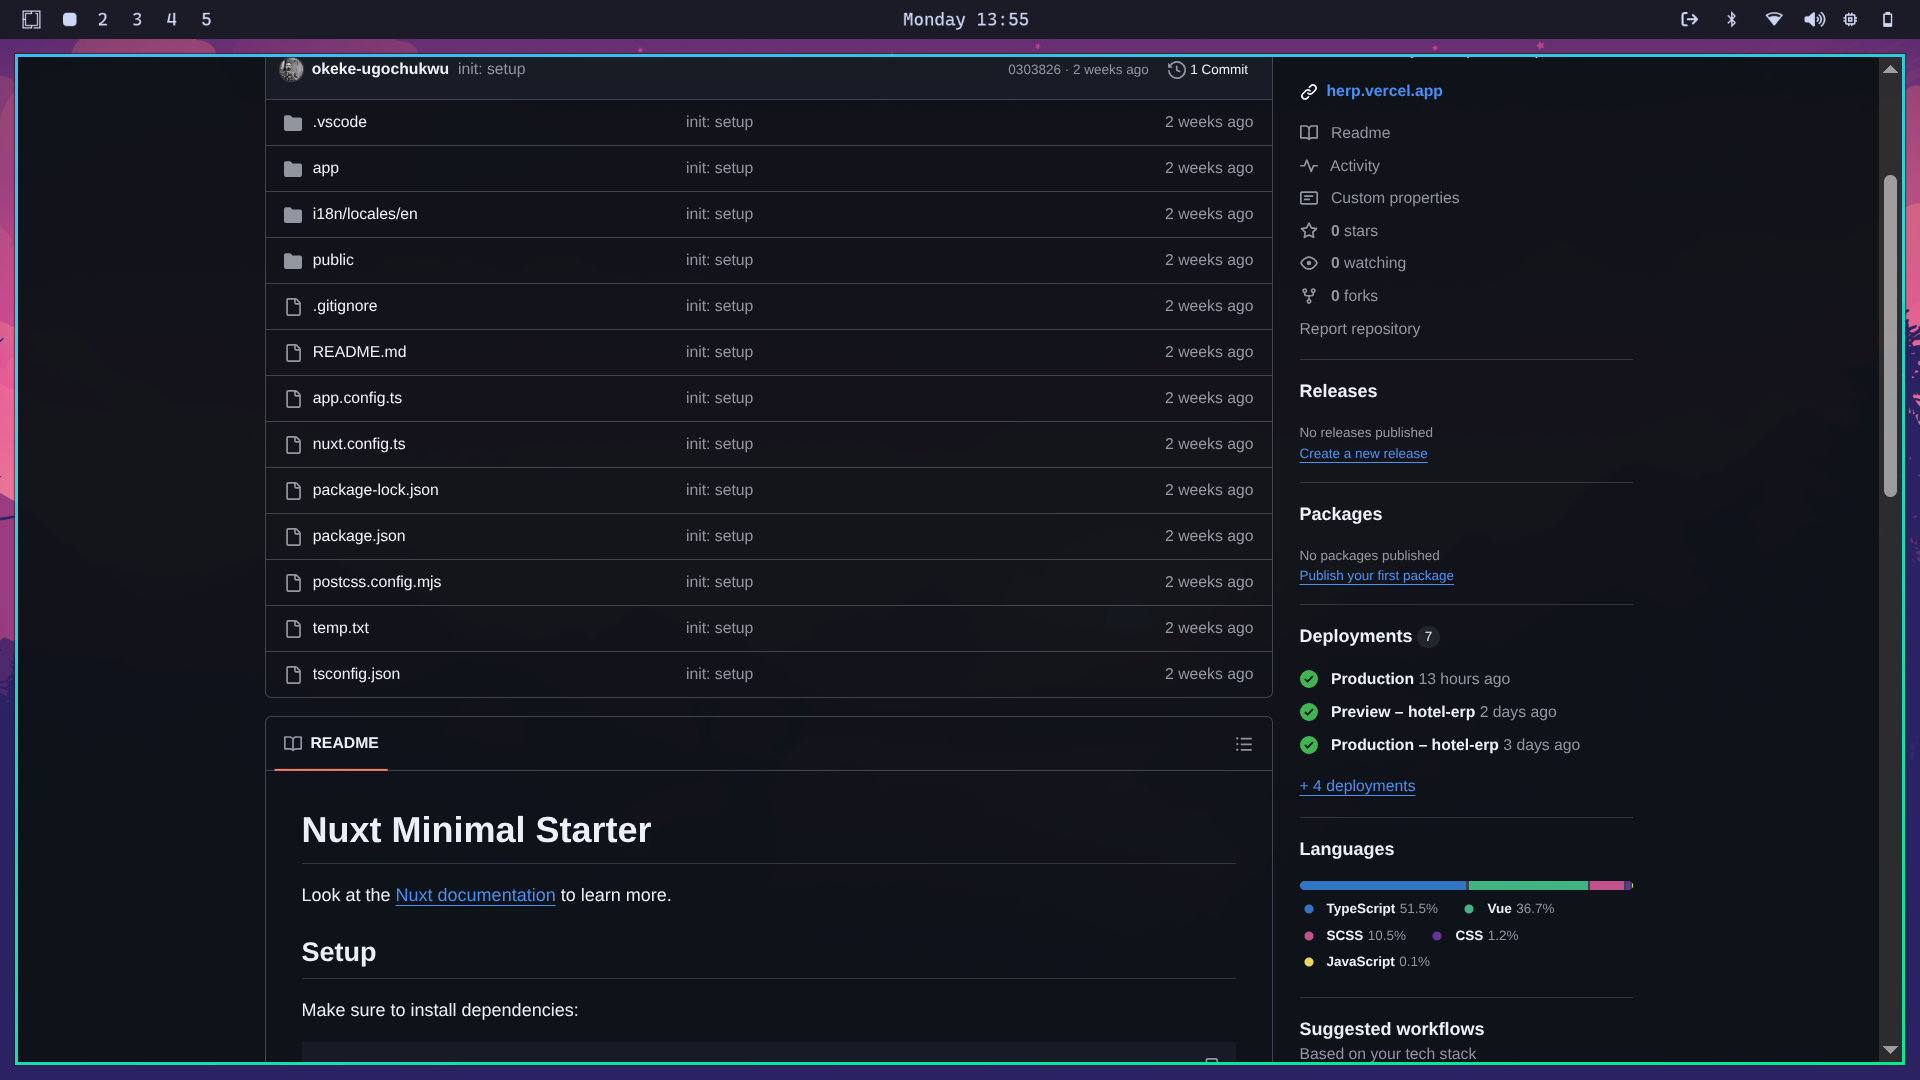 2 3 4 5
Monday 13:55
okeke-ugochukwu init: setup 0303826 · 2 weeks ago 1 Commit
.vscode init: setup 2 weeks ago
app init: setup 2 weeks ago
i18n/locales/en init: setup 2 weeks ago
public init: setup 2 weeks ago
.gitignore init: setup 2 weeks ago
README.md init: setup 2 weeks ago
app.config.ts init: setup 2 weeks ago
nuxt.config.ts init: setup 2 weeks ago
package-lock.json init: setup 2 weeks ago
package.json init: setup 2 weeks ago
postcss.config.mjs init: setup 2 weeks ago
temp.txt init: setup 2 weeks ago
tsconfig.json init: setup 2 weeks ago
README
Nuxt Minimal Starter
Look at the Nuxt documentation to learn more.
Setup
Make sure to install dependencies:
herp.vercel.app
Readme
Activity
Custom properties
0 stars
0 watching
0 forks
Report repository
Releases
No releases published
Create a new release
Packages
No packages published
Publish your first package
Deployments 7
Production 13 hours ago
Preview – hotel-erp 2 days ago
Production – hotel-erp 3 days ago
+ 4 deployments
Languages
TypeScript 51.5% Vue 36.7%
SCSS 10.5% CSS 1.2%
JavaScript 0.1%
Suggested workflows
Based on your tech stack